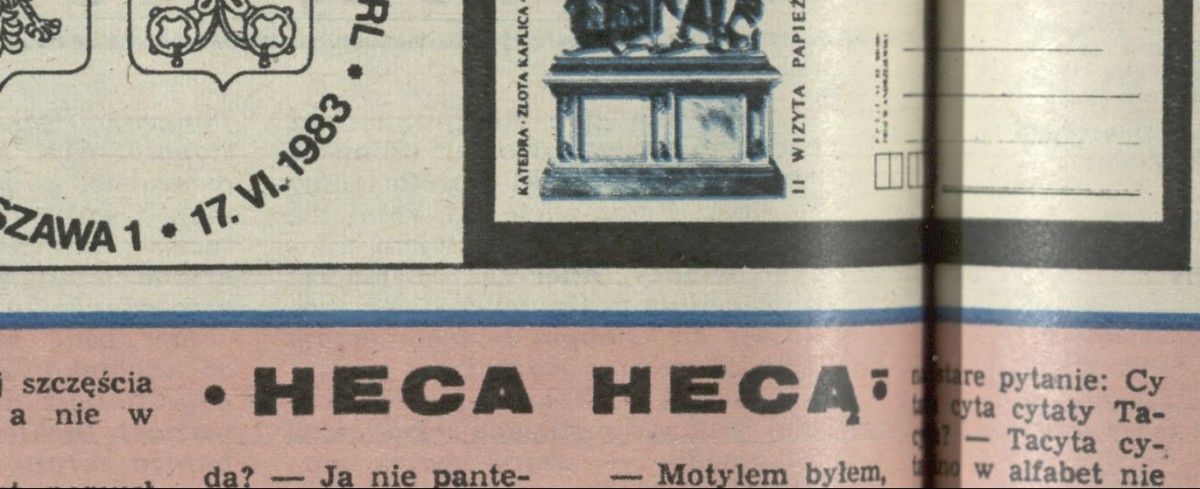 RL •
SZAWA 1 • 17. VI. 1983
KATEDRA · ZŁOTA KAPLICA ·
II WIZYTA PAPIEŻ
j szczęścia
a nie w
• HECA HECĄ
da? — Ja nie pante-
— Motylem byłem,
stare pytanie: Cy
cyta cytaty Ta-
? — Tacyta cy-
w alfabet nie